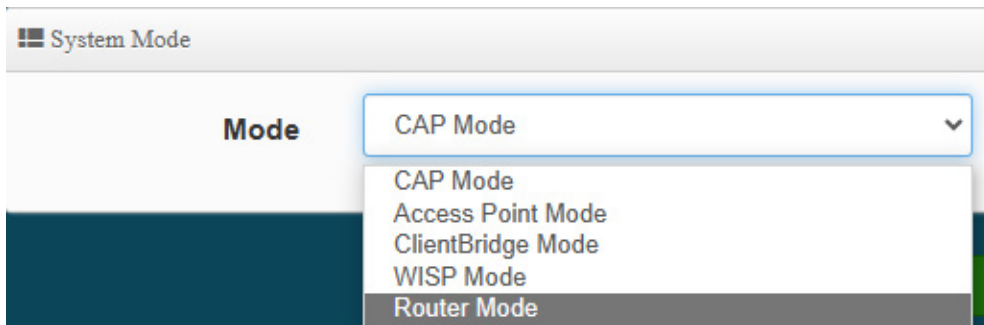 System Mode
Mode CAP Mode
CAP Mode
Access Point Mode
ClientBridge Mode
WISP Mode
Router Mode